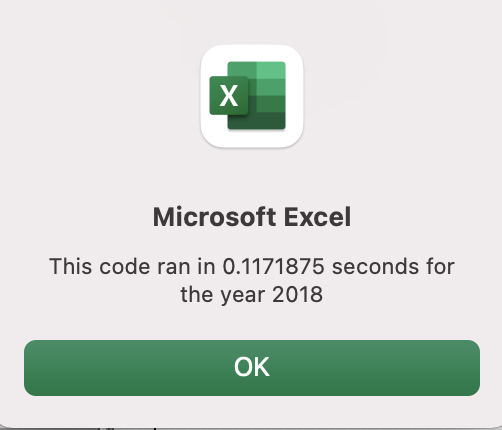 X
Microsoft Excel
This code ran in 0.1171875 seconds for
the year 2018
OK